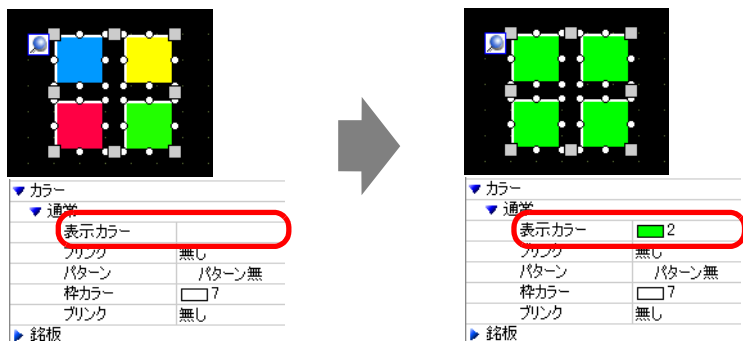 カラー
通常
表示カラー
ブリンク 無し
パターン パターン無
枠カラー 7
ブリンク 無し
銘板
カラー
通常
表示カラー 2
ブリンク 無し
パターン パターン無
枠カラー 7
ブリンク 無し
銘板